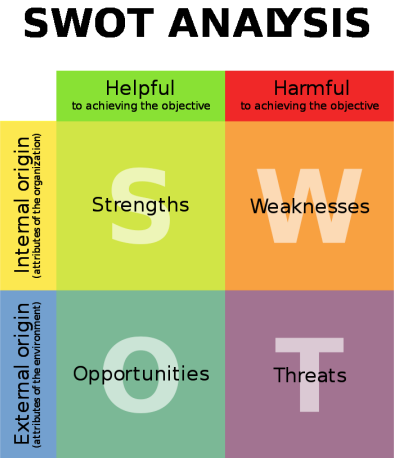 SWOT ANALYSIS
Helpful
to achieving the objective
Harmful
to achieving the objective
Internal origin
(attributes of the organization)
S
Strengths
W
Weaknesses
External origin
(attributes of the environment)
O
Opportunities
T
Threats